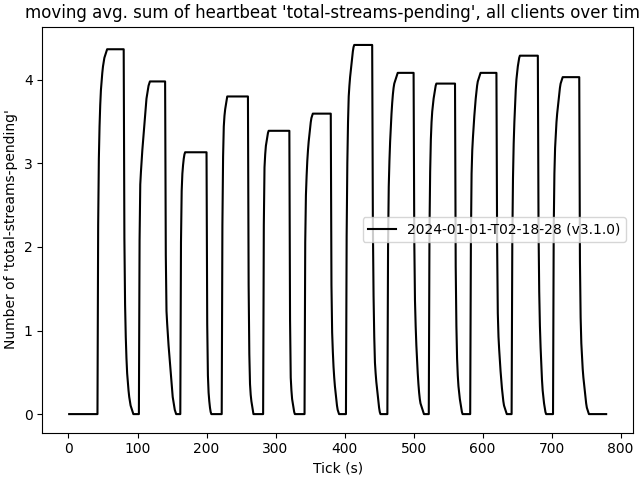 moving avg. sum of heartbeat 'total-streams-pending', all clients over tim
Number of 'total-streams-pending'
4
3
2
1
0
2024-01-01-T02-18-28 (v3.1.0)
0 100 200 300 400 500 600 700 800
Tick (s)